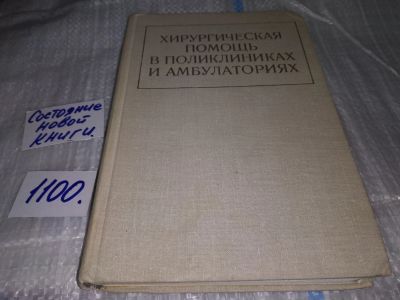 ХИРУРГИЧЕСКАЯ
ПОМОЩЬ
В ПОЛИКЛИНИКАХ
И АМБУЛАТОРИЯХ
Состояние
новой
книги.
1100.